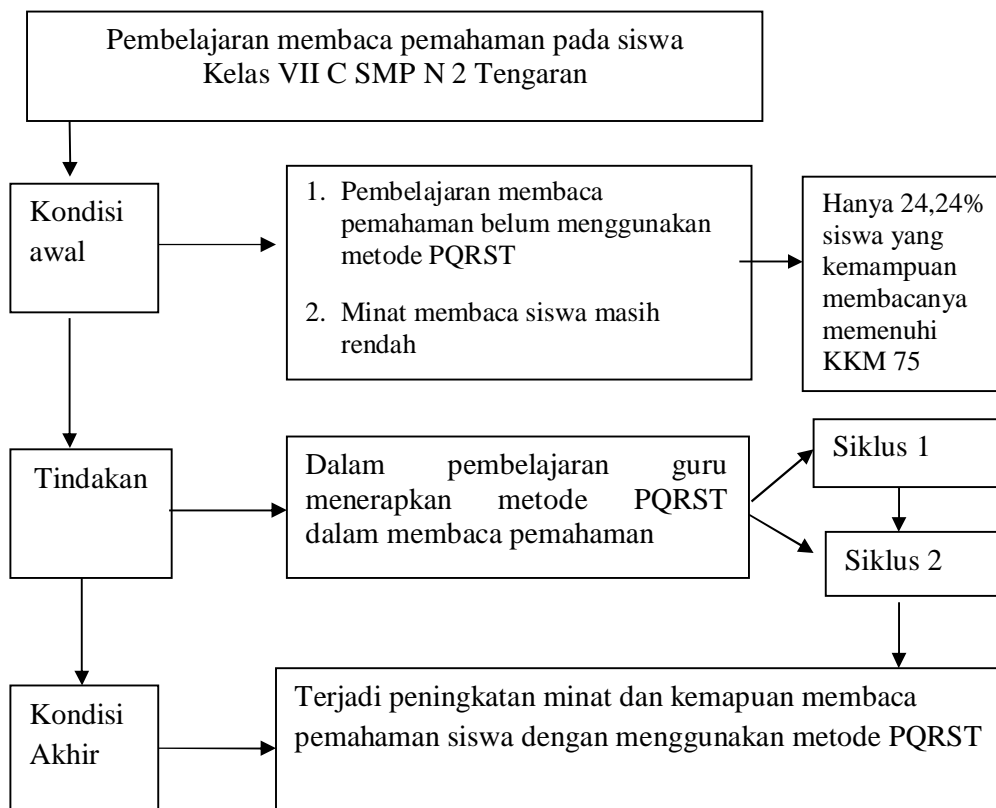 Pembelajaran membaca pemahaman pada siswa
Kelas VII C SMP N 2 Tengaran
Kondisi
awal
1. Pembelajaran membaca
pemahaman belum menggunakan
metode PQRST
2. Minat membaca siswa masih
rendah
Hanya 24,24%
siswa yang
kemampuan
membacanya
memenuhi
KKM 75
Tindakan
Dalam pembelajaran guru
menerapkan metode PQRST
dalam membaca pemahaman
Siklus 1
Siklus 2
Kondisi
Akhir
Terjadi peningkatan minat dan kemapuan membaca
pemahaman siswa dengan menggunakan metode PQRST